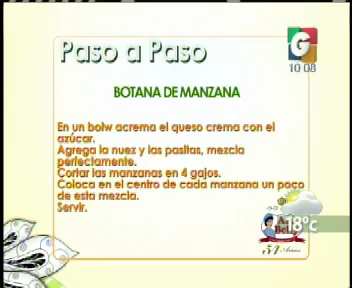 Paso a Paso
G
10:08
BOTANA DE MANZANA
En un bolw acrema el queso crema con el
azúcar.
Agrega la nuez y las pasitas, mezcla
perfectamente.
Cortar las manzanas en 4 gajos.
Coloca en el centro de cada manzana un poco
de esta mezcla.
Servir.
18°c
54